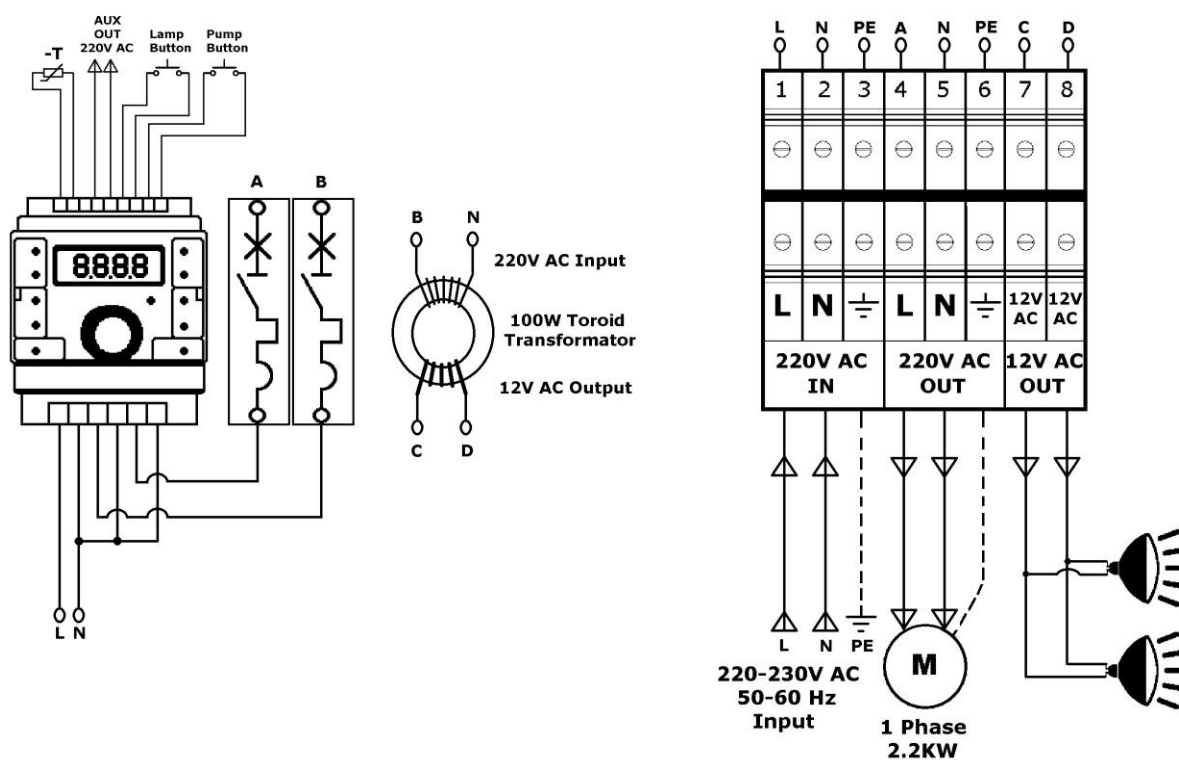 AUX
OUT
220V AC
Lamp
Button
Pump
Button
-T
8.8.8.8
A
B
L N
B N
220V AC Input
100W Toroid
Transformator
12V AC Output
C D
L N PE A N PE C D
1 2 3 4 5 6 7 8
L N L N 12V AC 12V AC
220V AC
IN
220V AC
OUT
12V AC
OUT
L N PE
220-230V AC
50-60 Hz
Input
M
1 Phase
2.2KW